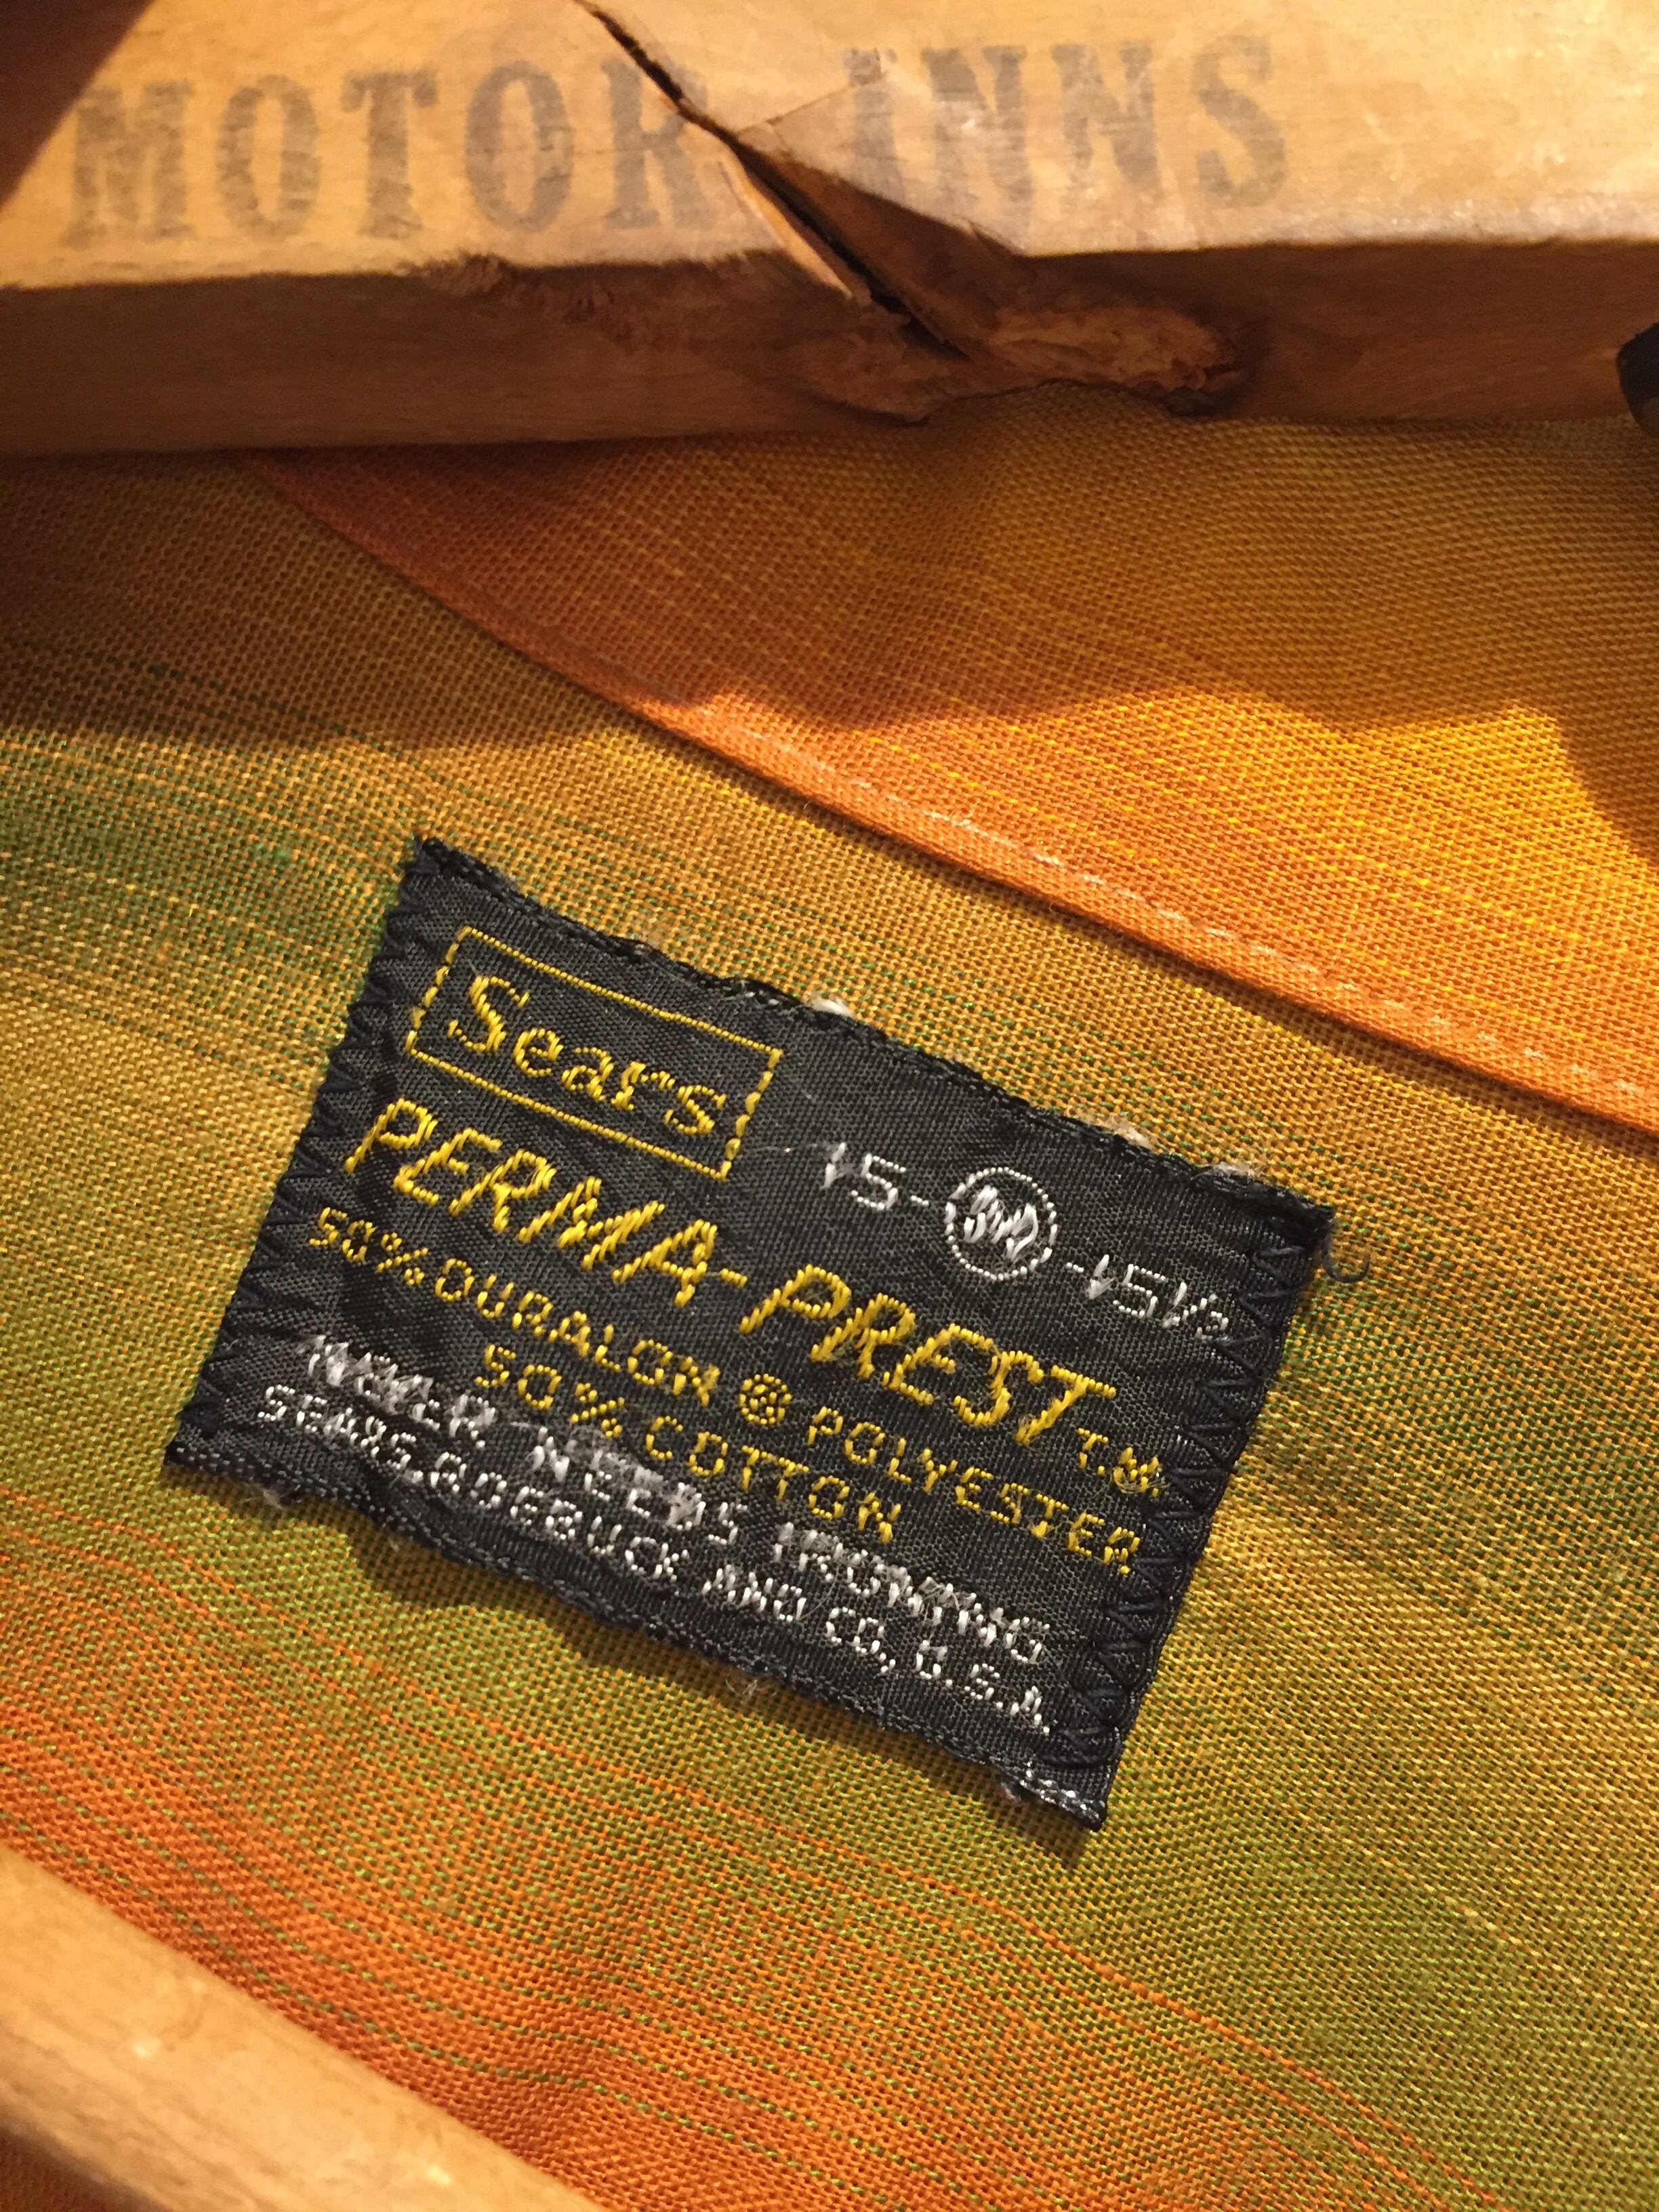 MOTOR INNS
Sears
15-M-15½
PERMA-PREST T.M.
50% DURALON ® POLYESTER
50% COTTON
NEVER NEEDS IRONING
SEARS, ROEBUCK AND CO, U.S.A.